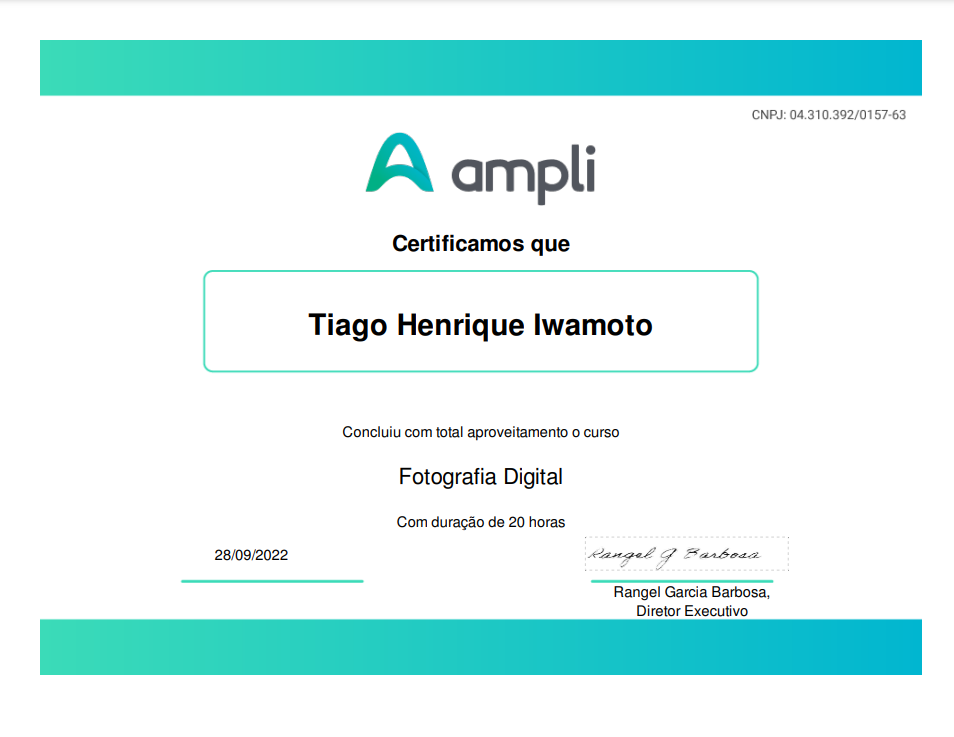 CNPJ: 04.310.392/0157-63
ampli
Certificamos que
Tiago Henrique Iwamoto
Concluiu com total aproveitamento o curso
Fotografia Digital
Com duração de 20 horas
28/09/2022
Rangel G Barbosa
Rangel Garcia Barbosa,
Diretor Executivo